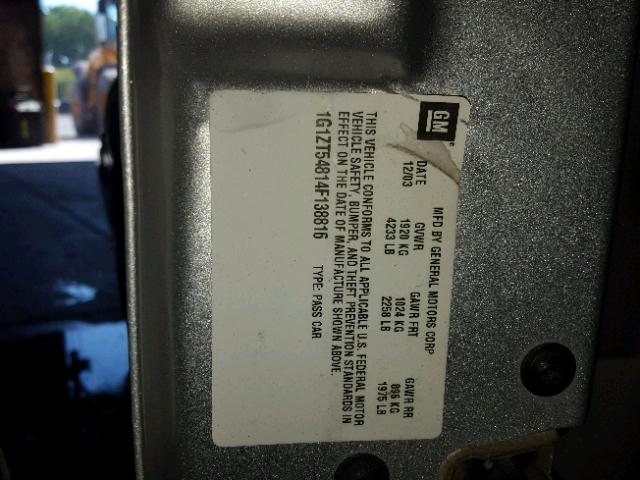 GM
MFD BY GENERAL MOTORS CORP
DATE GVWR GAWR FRT GAWR RR
12/03 1920 KG 1024 KG 896 KG
4233 LB 2258 LB 1975 LB
THIS VEHICLE CONFORMS TO ALL APPLICABLE U.S. FEDERAL MOTOR
VEHICLE SAFETY, BUMPER, AND THEFT PREVENTION STANDARDS IN
EFFECT ON THE DATE OF MANUFACTURE SHOWN ABOVE.
1G1ZT54814F138816 TYPE: PASS CAR